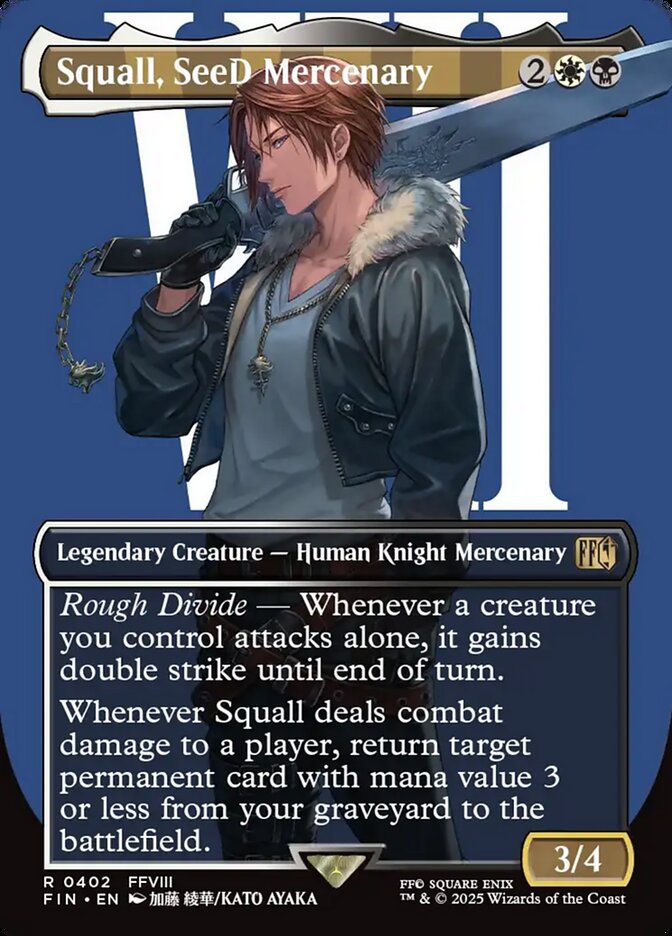 VIII
Squall, SeeD Mercenary 2
Legendary Creature — Human Knight Mercenary
Rough Divide — Whenever a creature
you control attacks alone, it gains
double strike until end of turn.
Whenever Squall deals combat
damage to a player, return target
permanent card with mana value 3
or less from your graveyard to the
battlefield.
3/4
R 0402 FFVIII
FIN • EN 加藤 綾華/KATO AYAKA
FF© SQUARE ENIX
™ & © 2025 Wizards of the Coast